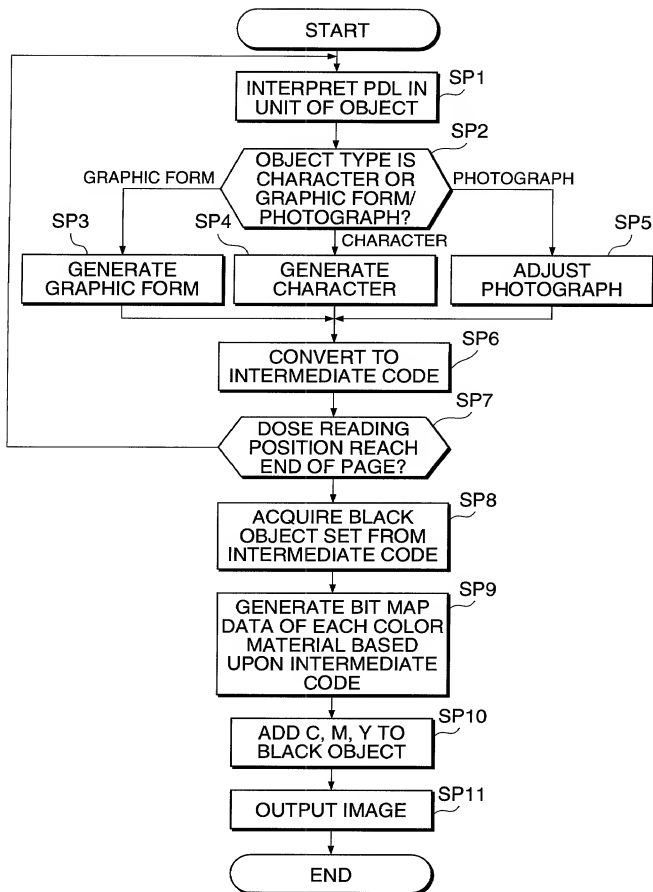 START
SP1
INTERPRET PDL IN
UNIT OF OBJECT
SP2
OBJECT TYPE IS
CHARACTER OR
GRAPHIC FORM/
PHOTOGRAPH?
GRAPHIC FORM
PHOTOGRAPH
CHARACTER
SP3
GENERATE
GRAPHIC FORM
SP4
GENERATE
CHARACTER
SP5
ADJUST
PHOTOGRAPH
SP6
CONVERT TO
INTERMEDIATE CODE
SP7
DOSE READING
POSITION REACH
END OF PAGE?
SP8
ACQUIRE BLACK
OBJECT SET FROM
INTERMEDIATE CODE
SP9
GENERATE BIT MAP
DATA OF EACH COLOR
MATERIAL BASED
UPON INTERMEDIATE
CODE
SP10
ADD C, M, Y TO
BLACK OBJECT
SP11
OUTPUT IMAGE
END